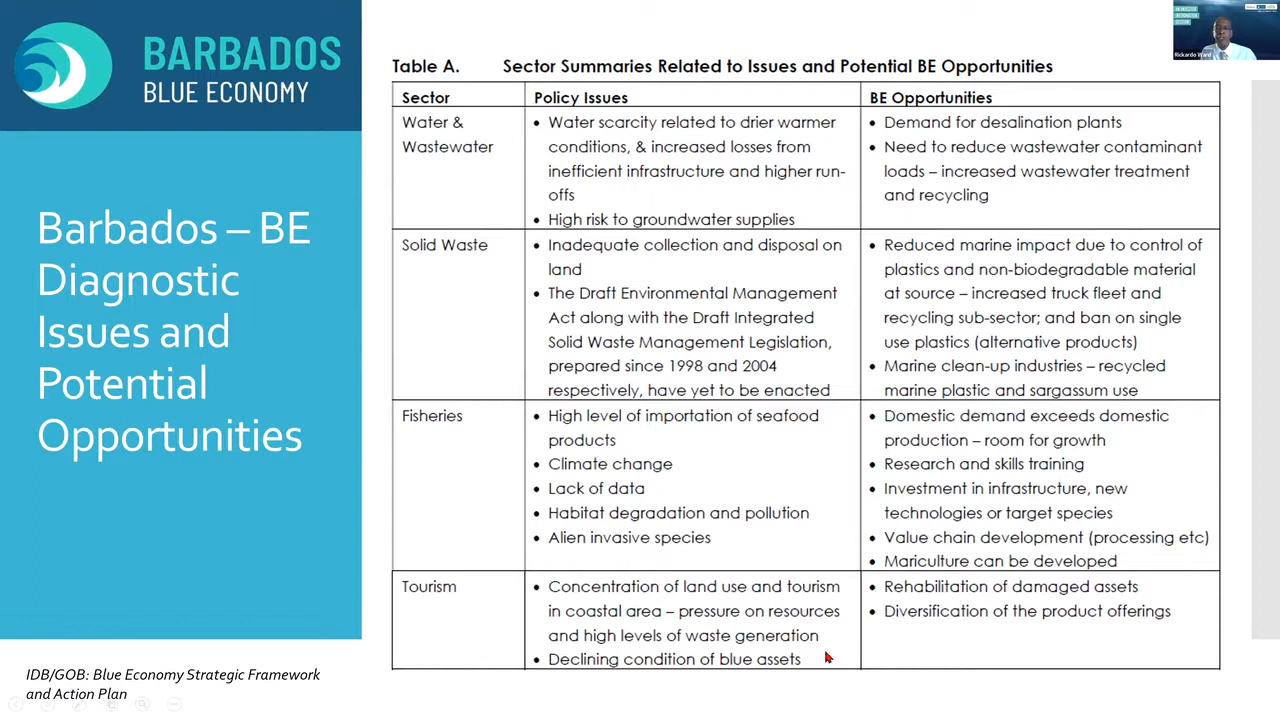 BARBADOS
BLUE ECONOMY
Barbados – BE
Diagnostic
Issues and
Potential
Opportunities
IDB/GOB: Blue Economy Strategic Framework
and Action Plan
Table A. Sector Summaries Related to Issues and Potential BE Opportunities
Sector Policy Issues BE Opportunities
Water &
Wastewater
• Water scarcity related to drier warmer
conditions, & increased losses from
inefficient infrastructure and higher run-
offs
• High risk to groundwater supplies
• Demand for desalination plants
• Need to reduce wastewater contaminant
loads – increased wastewater treatment
and recycling
Solid Waste
• Inadequate collection and disposal on
land
• The Draft Environmental Management
Act along with the Draft Integrated
Solid Waste Management Legislation,
prepared since 1998 and 2004
respectively, have yet to be enacted
• Reduced marine impact due to control of
plastics and non-biodegradable material
at source – increased truck fleet and
recycling sub-sector; and ban on single
use plastics (alternative products)
• Marine clean-up industries – recycled
marine plastic and sargassum use
Fisheries
• High level of importation of seafood
products
• Climate change
• Lack of data
• Habitat degradation and pollution
• Alien invasive species
• Domestic demand exceeds domestic
production – room for growth
• Research and skills training
• Investment in infrastructure, new
technologies or target species
• Value chain development (processing etc)
• Mariculture can be developed
Tourism
• Concentration of land use and tourism
in coastal area – pressure on resources
and high levels of waste generation
• Declining condition of blue assets
• Rehabilitation of damaged assets
• Diversification of the product offerings
Rickardo Ward